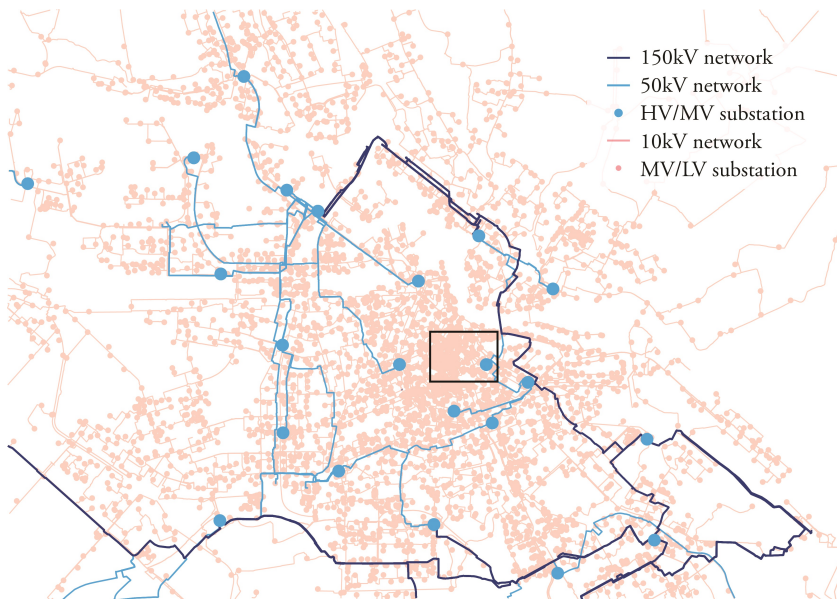 150kV network
50kV network
HV/MV substation
10kV network
MV/LV substation